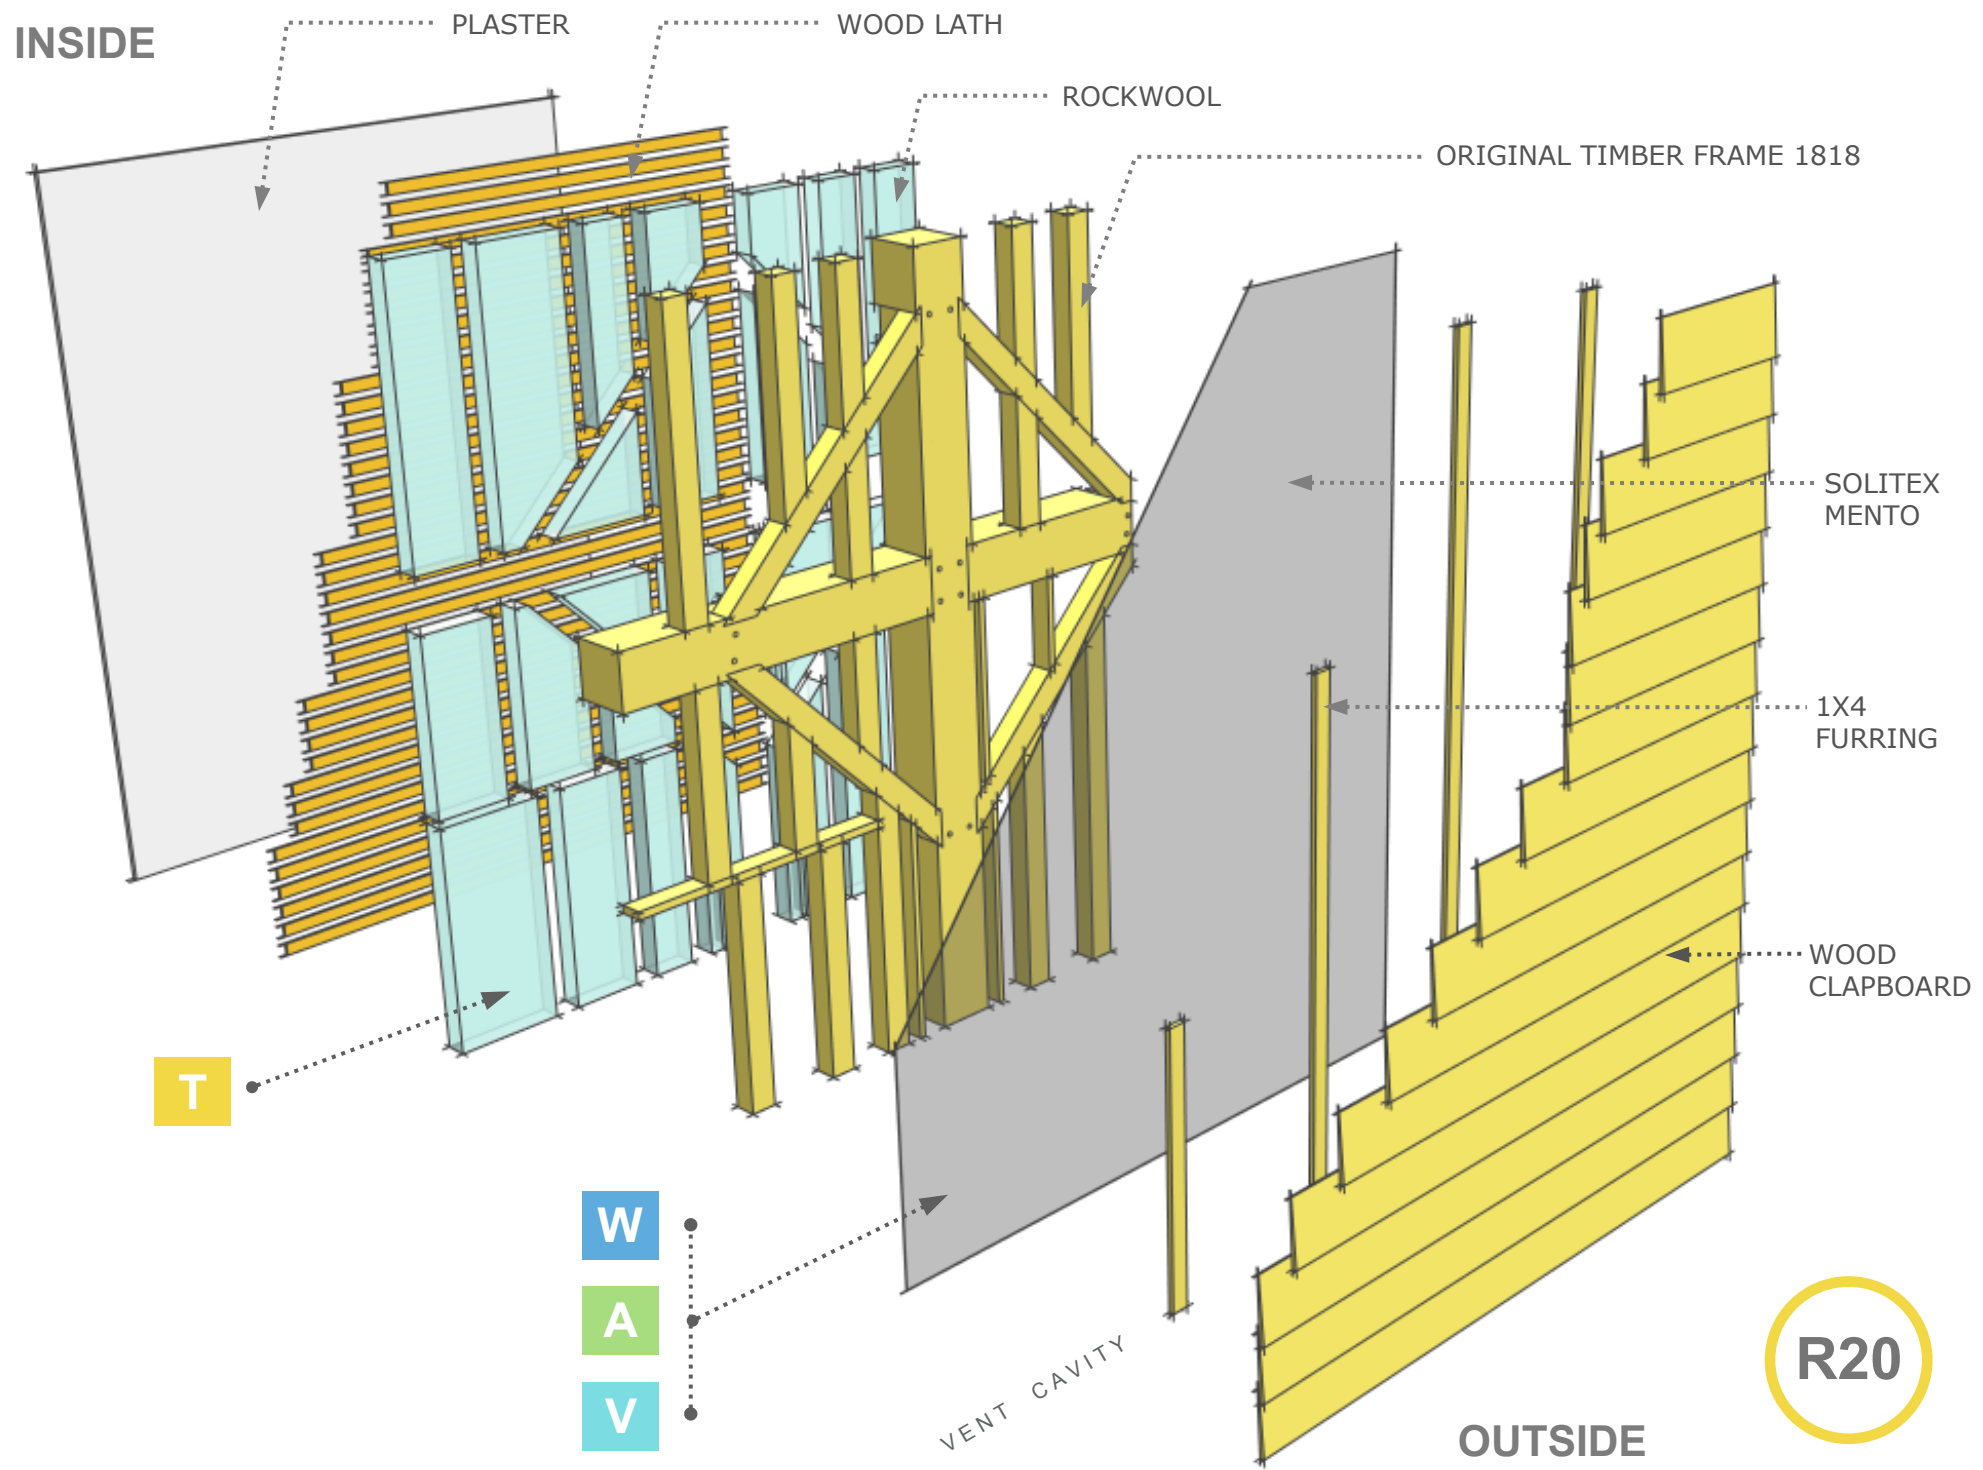 INSIDE
PLASTER
WOOD LATH
ROCKWOOL
ORIGINAL TIMBER FRAME 1818
SOLITEX
MENTO
1X4
FURRING
WOOD
CLAPBOARD
T
W
A
V
VENT CAVITY
OUTSIDE
R20